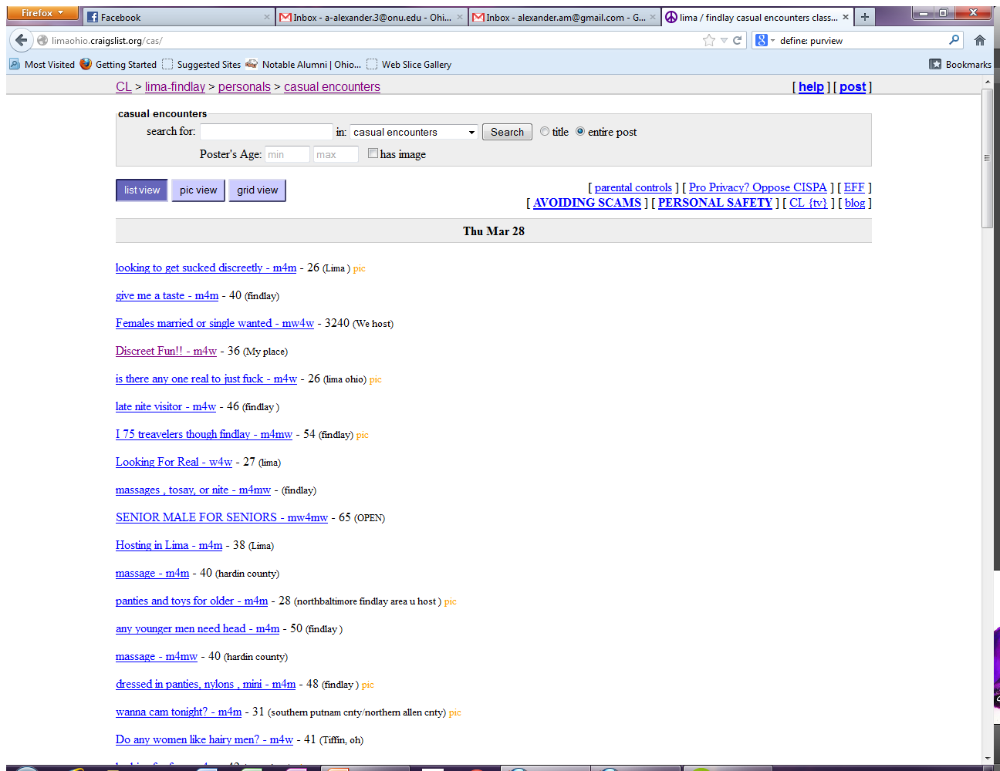 Firefox
Facebook
Inbox - a-alexander.3@onu.edu - Ohi...
Inbox - alexander.am@gmail.com - G...
lima / findlay casual encounters class...
limaohio.craigslist.org/cas/
define: purview
Most Visited Getting Started Suggested Sites Notable Alumni | Ohio... Web Slice Gallery Bookmarks
CL > lima-findlay > personals > casual encounters [ help ] [ post ]
casual encounters
search for: in: casual encounters Search title entire post
Poster's Age: min max has image
list view pic view grid view
[ parental controls ] [ Pro Privacy? Oppose CISPA ] [ EFF ]
[ AVOIDING SCAMS ] [ PERSONAL SAFETY ] [ CL {tv} ] [ blog ]
Thu Mar 28
looking to get sucked discreetly - m4m - 26 (Lima ) pic
give me a taste - m4m - 40 (findlay)
Females married or single wanted - mw4w - 3240 (We host)
Discreet Fun!! - m4w - 36 (My place)
is there any one real to just fuck - m4w - 26 (lima ohio) pic
late nite visitor - m4w - 46 (findlay )
I 75 treavelers though findlay - m4mw - 54 (findlay) pic
Looking For Real - w4w - 27 (lima)
massages , tosay, or nite - m4mw - (findlay)
SENIOR MALE FOR SENIORS - mw4mw - 65 (OPEN)
Hosting in Lima - m4m - 38 (Lima)
massage - m4m - 40 (hardin county)
panties and toys for older - m4m - 28 (northbaltimore findlay area u host ) pic
any younger men need head - m4m - 50 (findlay )
massage - m4mw - 40 (hardin county)
dressed in panties, nylons , mini - m4m - 48 (findlay ) pic
wanna cam tonight? - m4m - 31 (southern putnam cnty/northern allen cnty) pic
Do any women like hairy men? - m4w - 41 (Tiffin, oh)